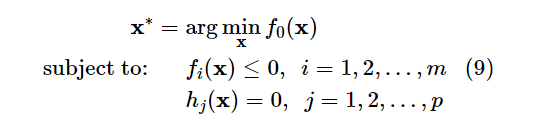 x* = arg min f₀(x)
x
subject to: fᵢ(x) ≤ 0, i = 1, 2, . . . , m (9)
hⱼ(x) = 0, j = 1, 2, . . . , p